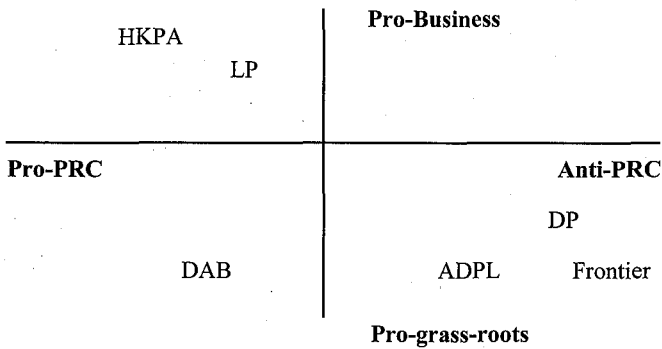 Pro-Business
HKPA
LP
Pro-PRC
Anti-PRC
DP
DAB
ADPL
Frontier
Pro-grass-roots